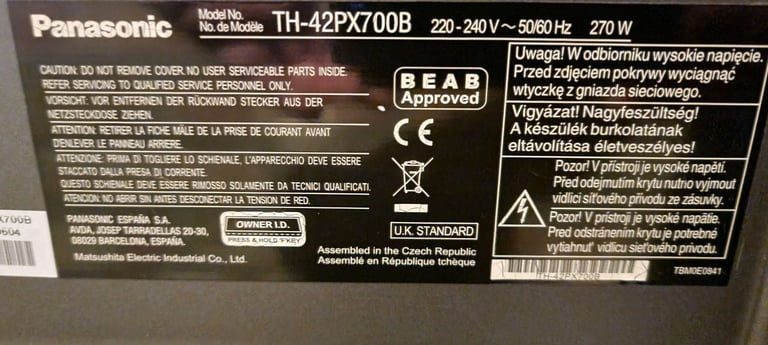 Panasonic
Model No.
No. de Modèle
TH-42PX700B
220-240 V ~ 50/60 Hz
270 W
CAUTION: DO NOT REMOVE COVER. NO USER SERVICEABLE PARTS INSIDE.
REFER SERVICING TO QUALIFIED SERVICE PERSONNEL ONLY.
VORSICHT: VOR ENTFERNEN DER RÜCKWAND STECKER AUS DER
NETZSTECKDOSE ZIEHEN.
ATTENTION: RETIRER LA FICHE MÂLE DE LA PRISE DE COURANT AVANT
D'ENLEVER LE PANNEAU ARRIERE.
ATTENZIONE: PRIMA DI TOGLIERE LO SCHIENALE, L'APPARECCHIO DEVE ESSERE
STACCATO DALLA PRESA DI CORRENTE.
QUESTO SCHIENALE DEVE ESSERE RIMOSSO SOLAMENTE DA TECNICI QUALIFICATI.
ATENCION: NO ABRIR SIN ANTES DESCONECTAR LA TENSION DE RED.
PANASONIC ESPAÑA S.A.
AVDA, JOSEP TARRADELLAS 20-30,
08029 BARCELONA, ESPAÑA.
Matsushita Electric Industrial Co., Ltd.
OWNER I.D.
PRESS & HOLD 'F'KEY
BEAB
Approved
CE
U.K. STANDARD
Assembled in the Czech Republic
Assemblé en République tchèque
Uwaga! W odbiorniku wysokie napięcie.
Przed zdjęciem pokrywy wyciągnąć
wtyczkę z gniazda sieciowego.
Vigyázat! Nagyfeszültség!
A készülék burkolatának
eltávolítása életveszélyes!
Pozor! V přístroji je vysoké napětí.
Před odejmutím krytu nutno vyjmout
vidlici síťového přívodu ze zásuvky.
Pozor! V prístroji je vysoké napätie.
Pred odstránením krytu je potrebné
vytiahnuť vidlicu sieťového prívodu.
TH-42PX700B
TBM0E0841
X700B
0604